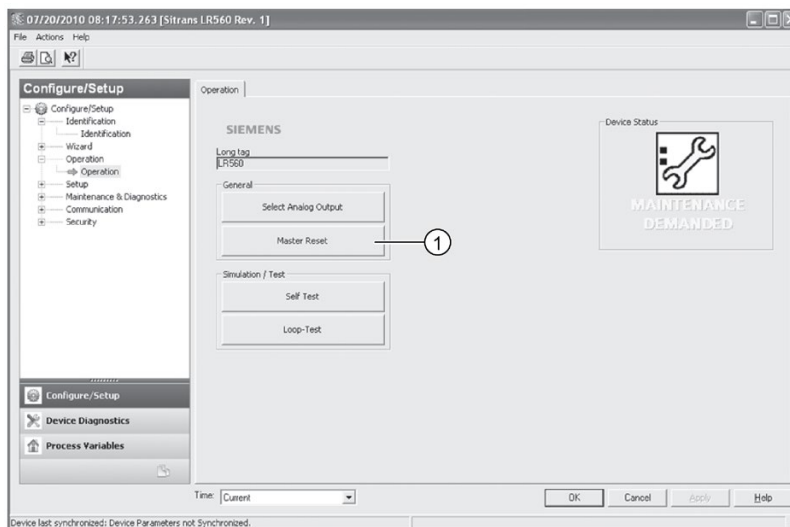 07/20/2010 08:17:53.263 [Sitrans LR560 Rev. 1]
File Actions Help
Configure/Setup
Configure/Setup
Identification
Identification
Wizard
Operation
Operation
Setup
Maintenance & Diagnostics
Communication
Security
Configure/Setup
Device Diagnostics
Process Variables
Operation
SIEMENS
Long tag
LR560
General
Select Analog Output
Master Reset
1
Simulation / Test
Self Test
Loop-Test
Device Status
MAINTENANCE
DEMANDED
Time: Current
OK Cancel Apply Help
Device last synchronized: Device Parameters not Synchronized.